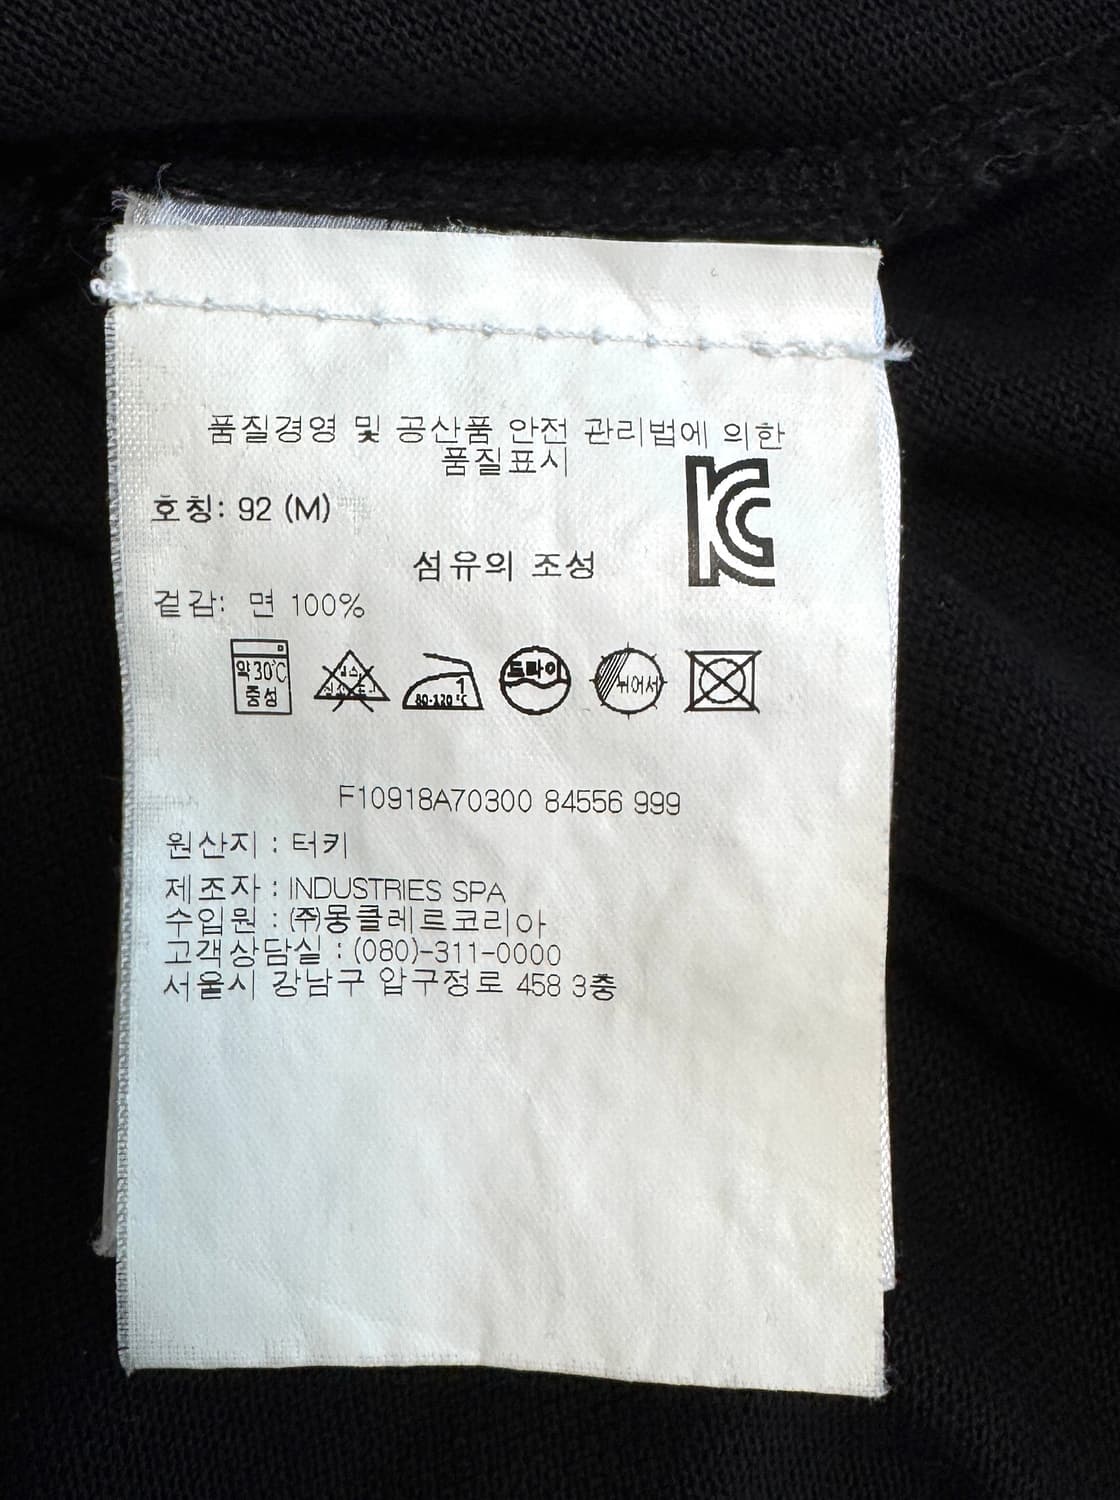 품질경영 및 공산품 안전 관리법에 의한
품질표시
KC
호칭: 92 (M)
섬유의 조성
겉감: 면 100%
약30℃
중성
80-120℃
드라이
뉘어서
F10918A70300 84556 999
원산지 : 터키
제조자 : INDUSTRIES SPA
수입원 : ㈜몽클레르코리아
고객상담실 : (080)-311-0000
서울시 강남구 압구정로 458 3층